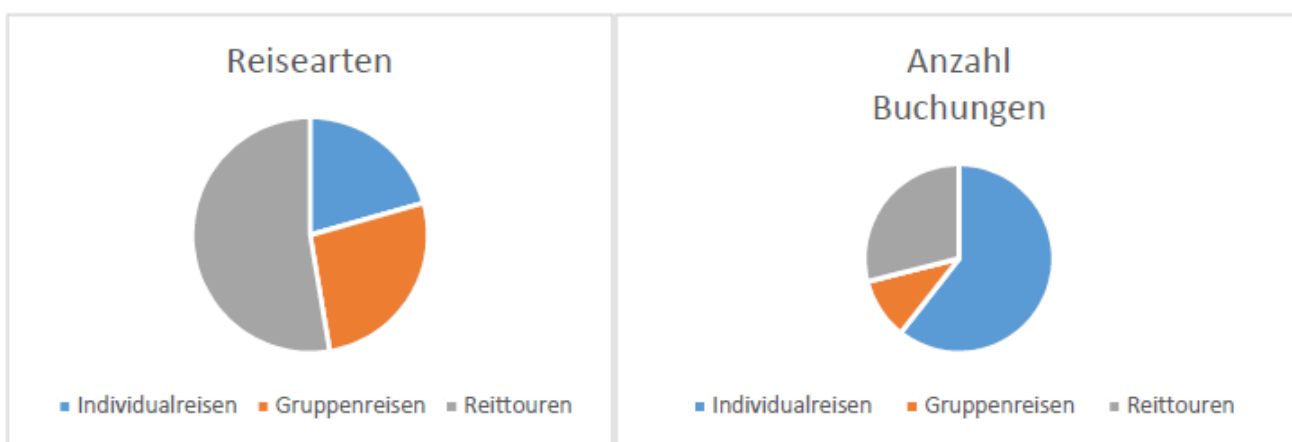 Reisearten
Individualreisen Gruppenreisen Reittouren
Anzahl
Buchungen
Individualreisen Gruppenreisen Reittouren